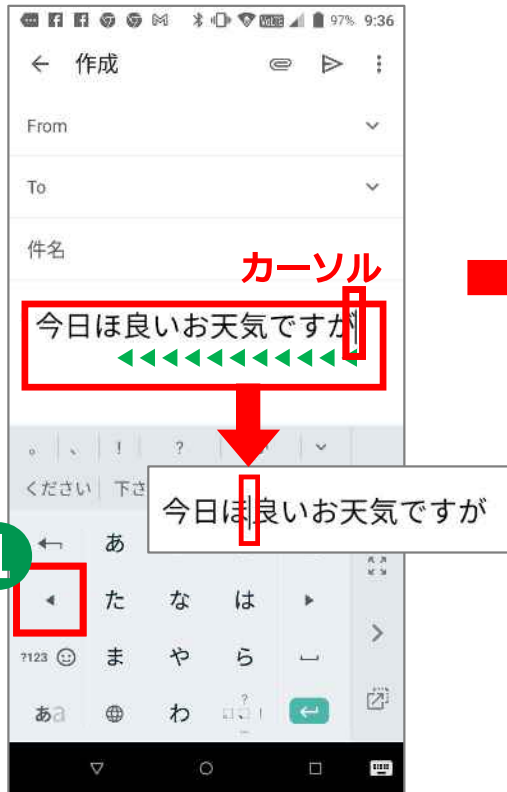 97% 9:36
作成
From
To
件名
カーソル
今日ほ良いお天気ですが
。 、 ! ?
ください 下さ
今日ほ良いお天気ですが
1
あ
た な は
?123 ま や ら
あa わ ? !